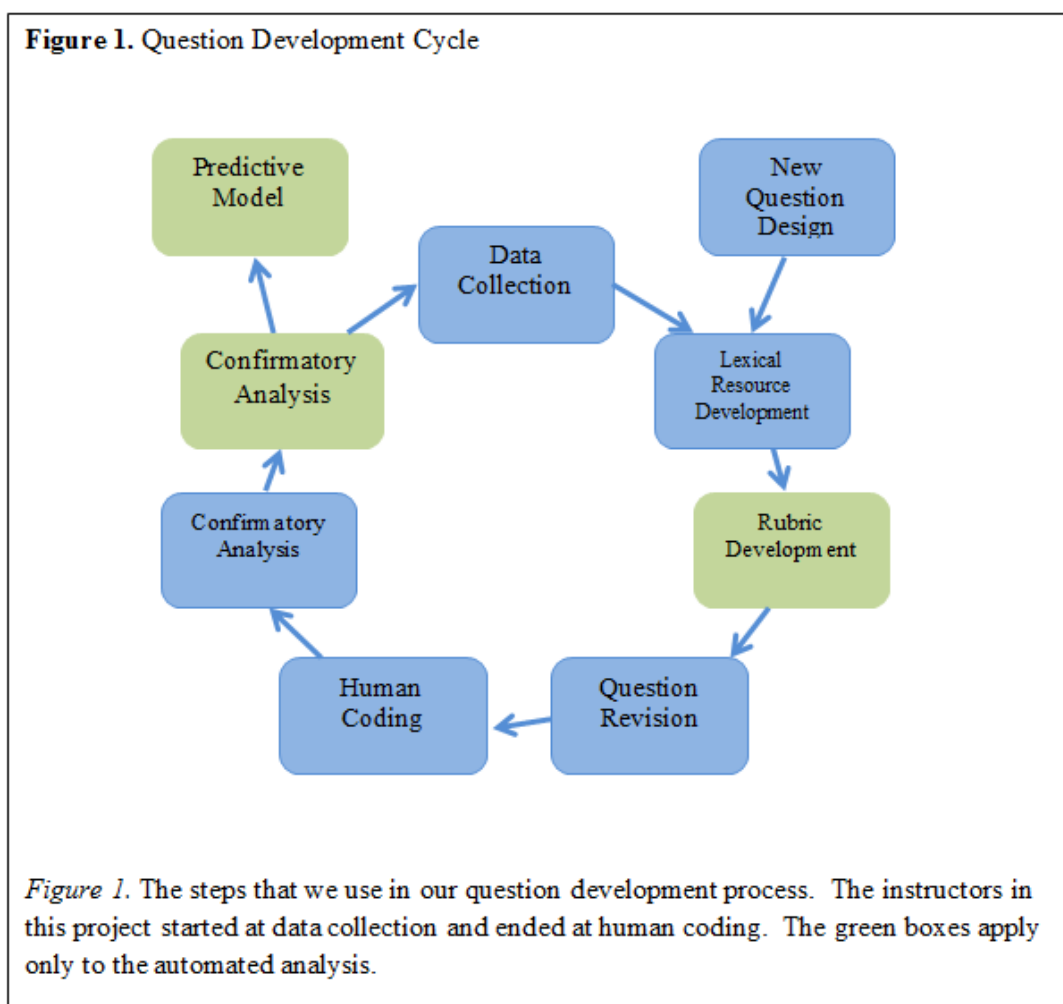 Figure 1. Question Development Cycle
Predictive
Model
New
Question
Design
Data
Collection
Confirmatory
Analysis
Lexical
Resource
Development
Confirmatory
Analysis
Rubric
Development
Human
Coding
Question
Revision
Figure 1. The steps that we use in our question development process. The instructors in
this project started at data collection and ended at human coding. The green boxes apply
only to the automated analysis.